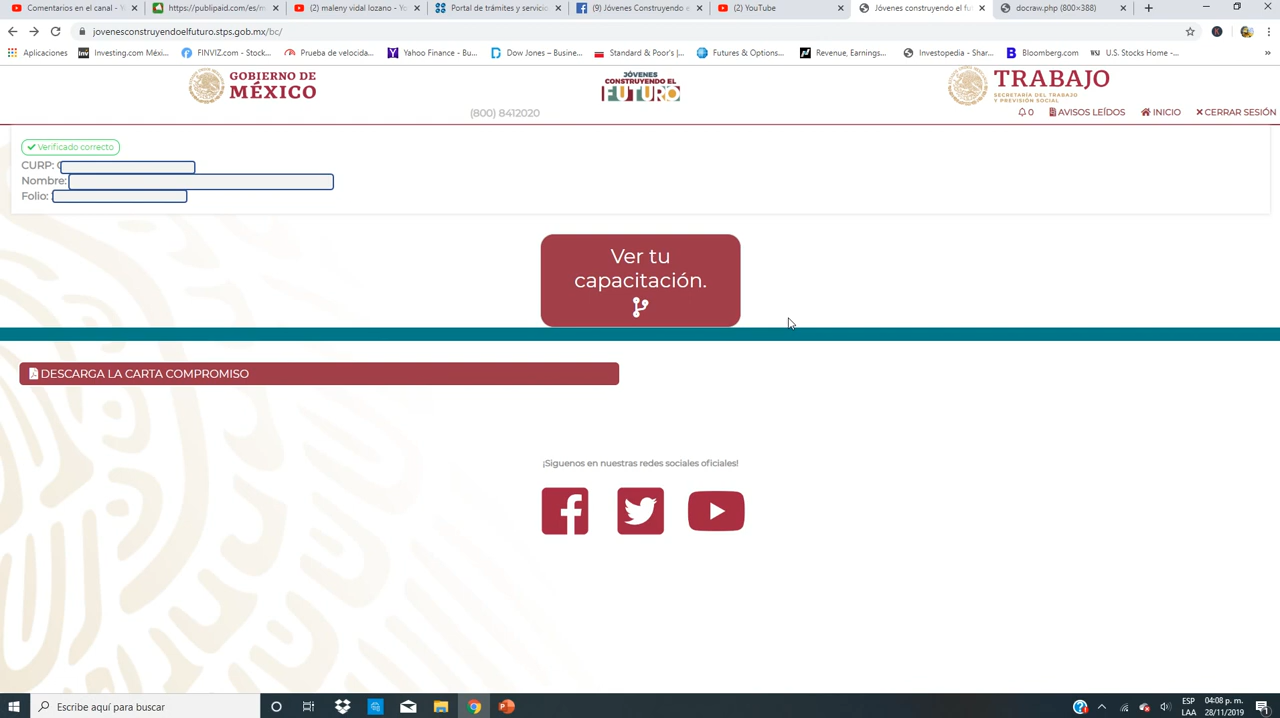 Comentarios en el canal - Y
https://publipaid.com/es/m
(2) maleny vidal lozano - Yo
Portal de trámites y servicio
(9) Jóvenes Construyendo e
(2) YouTube
Jóvenes construyendo el fu
docraw.php (800×388)
jovenesconstruyendoelfuturo.stps.gob.mx/bc/
Aplicaciones
Investing.com Méxi...
FINVIZ.com - Stock...
Prueba de velocida...
Yahoo Finance - Bu...
Dow Jones – Busine...
Standard & Poor's |...
Futures & Options...
Revenue, Earnings...
Investopedia - Shar...
Bloomberg.com
WSJ U.S. Stocks Home -...
»
GOBIERNO DE
MÉXICO
JÓVENES
CONSTRUYENDO EL
FUTURO
TRABAJO
SECRETARÍA DEL TRABAJO
Y PREVISIÓN SOCIAL
(800) 8412020
0
AVISOS LEÍDOS
INICIO
CERRAR SESIÓN
Verificado correcto
CURP:
Nombre:
Folio:
Ver tu
capacitación.
DESCARGA LA CARTA COMPROMISO
¡Siguenos en nuestras redes sociales oficiales!
Escribe aquí para buscar
ESP
LAA
04:08 p. m.
28/11/2019